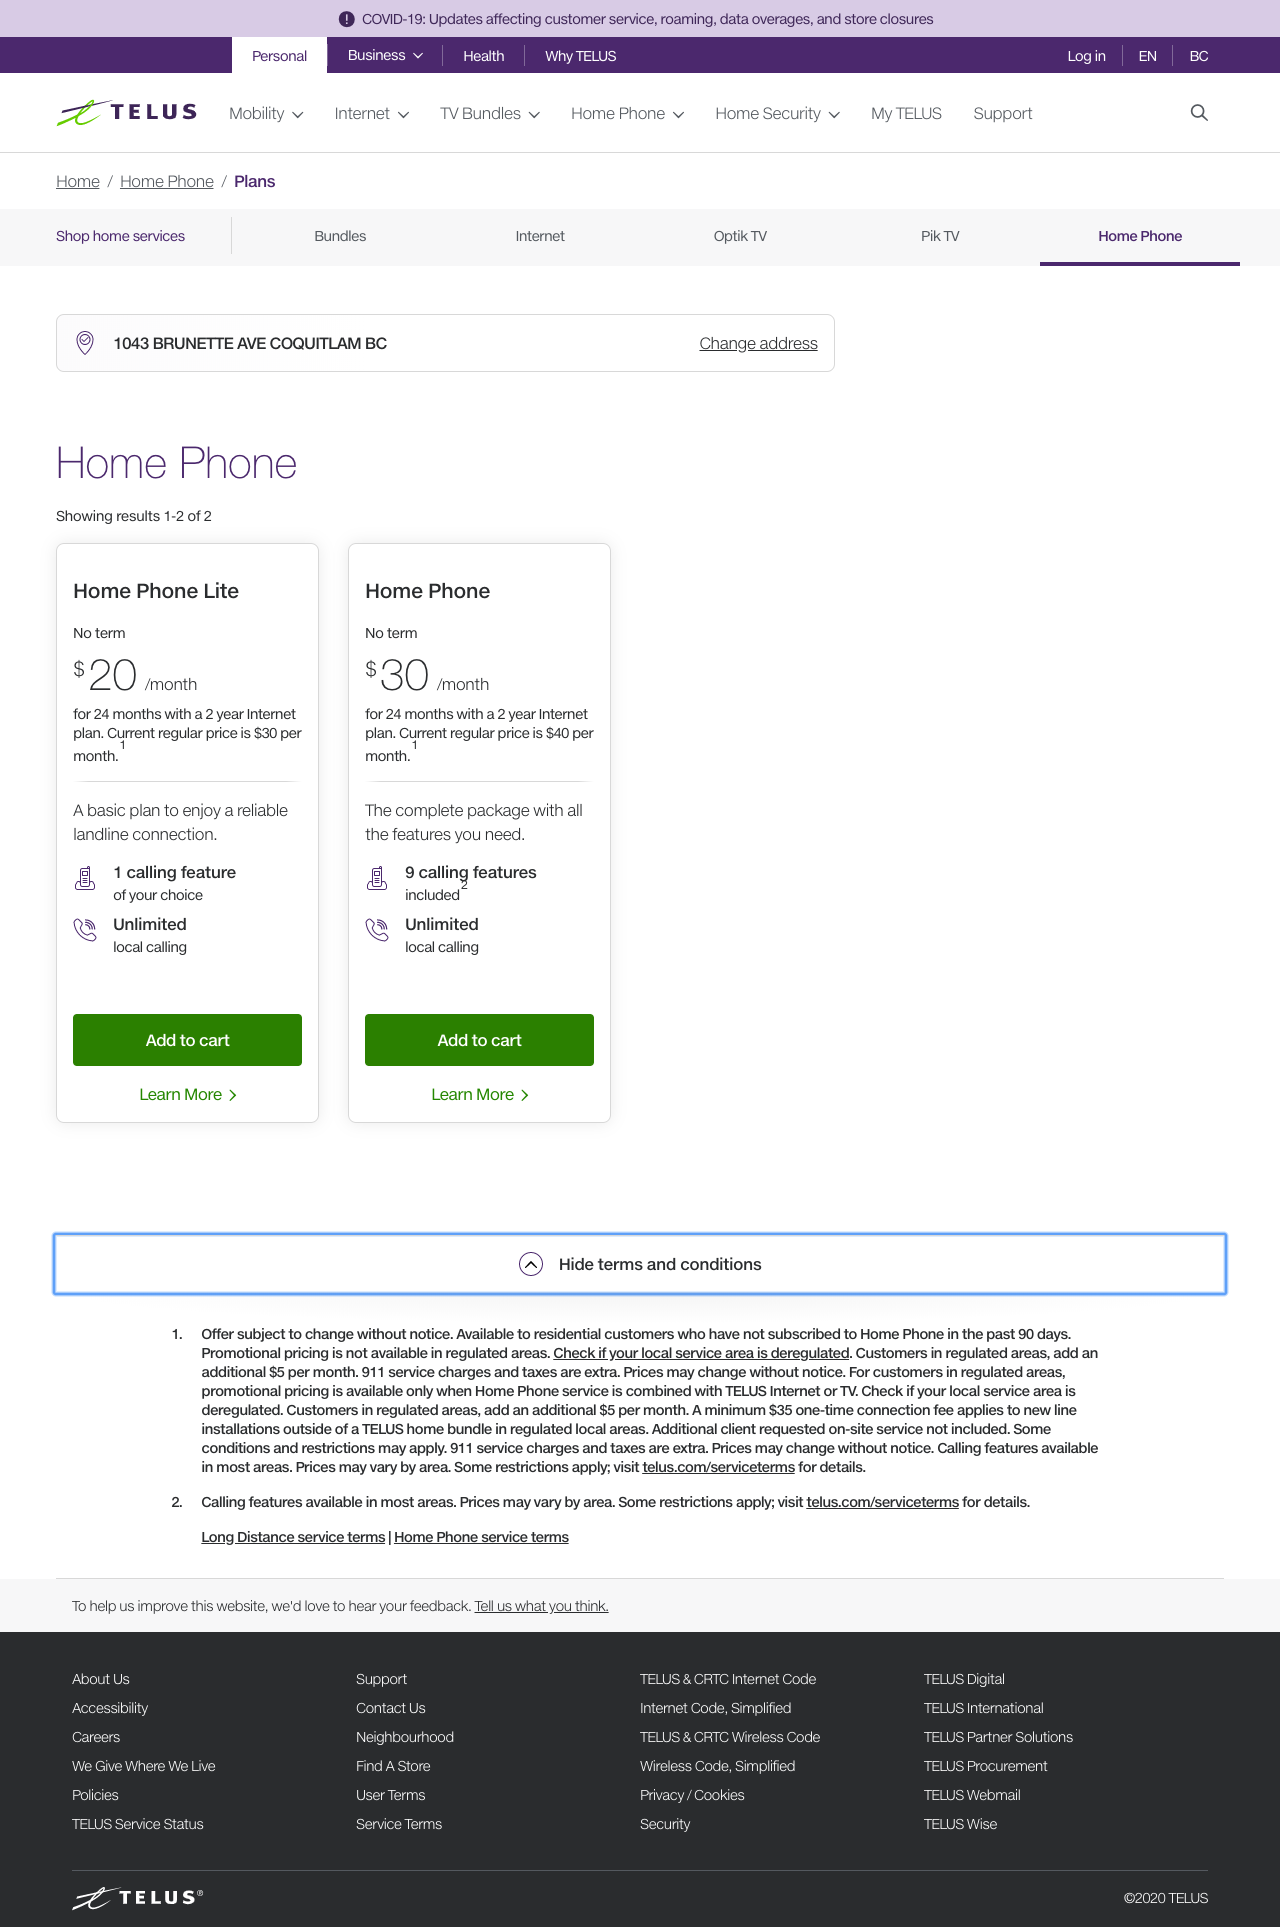 COVID-19: Updates affecting customer service, roaming, data overages, and store closures
Personal Business Health Why TELUS Log in EN BC
TELUS Mobility Internet TV Bundles Home Phone Home Security My TELUS Support
Home / Home Phone / Plans
Shop home services Bundles Internet Optik TV Pik TV Home Phone
1043 BRUNETTE AVE COQUITLAM BC Change address
Home Phone
Showing results 1-2 of 2
Home Phone Lite
No term
$20 /month
for 24 months with a 2 year Internet
plan. Current regular price is $30 per
month.1
A basic plan to enjoy a reliable
landline connection.
1 calling feature
of your choice
Unlimited
local calling
Add to cart
Learn More
Home Phone
No term
$30 /month
for 24 months with a 2 year Internet
plan. Current regular price is $40 per
month.1
The complete package with all
the features you need.
9 calling features
included2
Unlimited
local calling
Add to cart
Learn More
Hide terms and conditions
1. Offer subject to change without notice. Available to residential customers who have not subscribed to Home Phone in the past 90 days.
Promotional pricing is not available in regulated areas. Check if your local service area is deregulated. Customers in regulated areas, add an
additional $5 per month. 911 service charges and taxes are extra. Prices may change without notice. For customers in regulated areas,
promotional pricing is available only when Home Phone service is combined with TELUS Internet or TV. Check if your local service area is
deregulated. Customers in regulated areas, add an additional $5 per month. A minimum $35 one-time connection fee applies to new line
installations outside of a TELUS home bundle in regulated local areas. Additional client requested on-site service not included. Some
conditions and restrictions may apply. 911 service charges and taxes are extra. Prices may change without notice. Calling features available
in most areas. Prices may vary by area. Some restrictions apply; visit telus.com/serviceterms for details.
2. Calling features available in most areas. Prices may vary by area. Some restrictions apply; visit telus.com/serviceterms for details.
Long Distance service terms | Home Phone service terms
To help us improve this website, we'd love to hear your feedback. Tell us what you think.
About Us
Accessibility
Careers
We Give Where We Live
Policies
TELUS Service Status
Support
Contact Us
Neighbourhood
Find A Store
User Terms
Service Terms
TELUS & CRTC Internet Code
Internet Code, Simplified
TELUS & CRTC Wireless Code
Wireless Code, Simplified
Privacy / Cookies
Security
TELUS Digital
TELUS International
TELUS Partner Solutions
TELUS Procurement
TELUS Webmail
TELUS Wise
TELUS® ©2020 TELUS